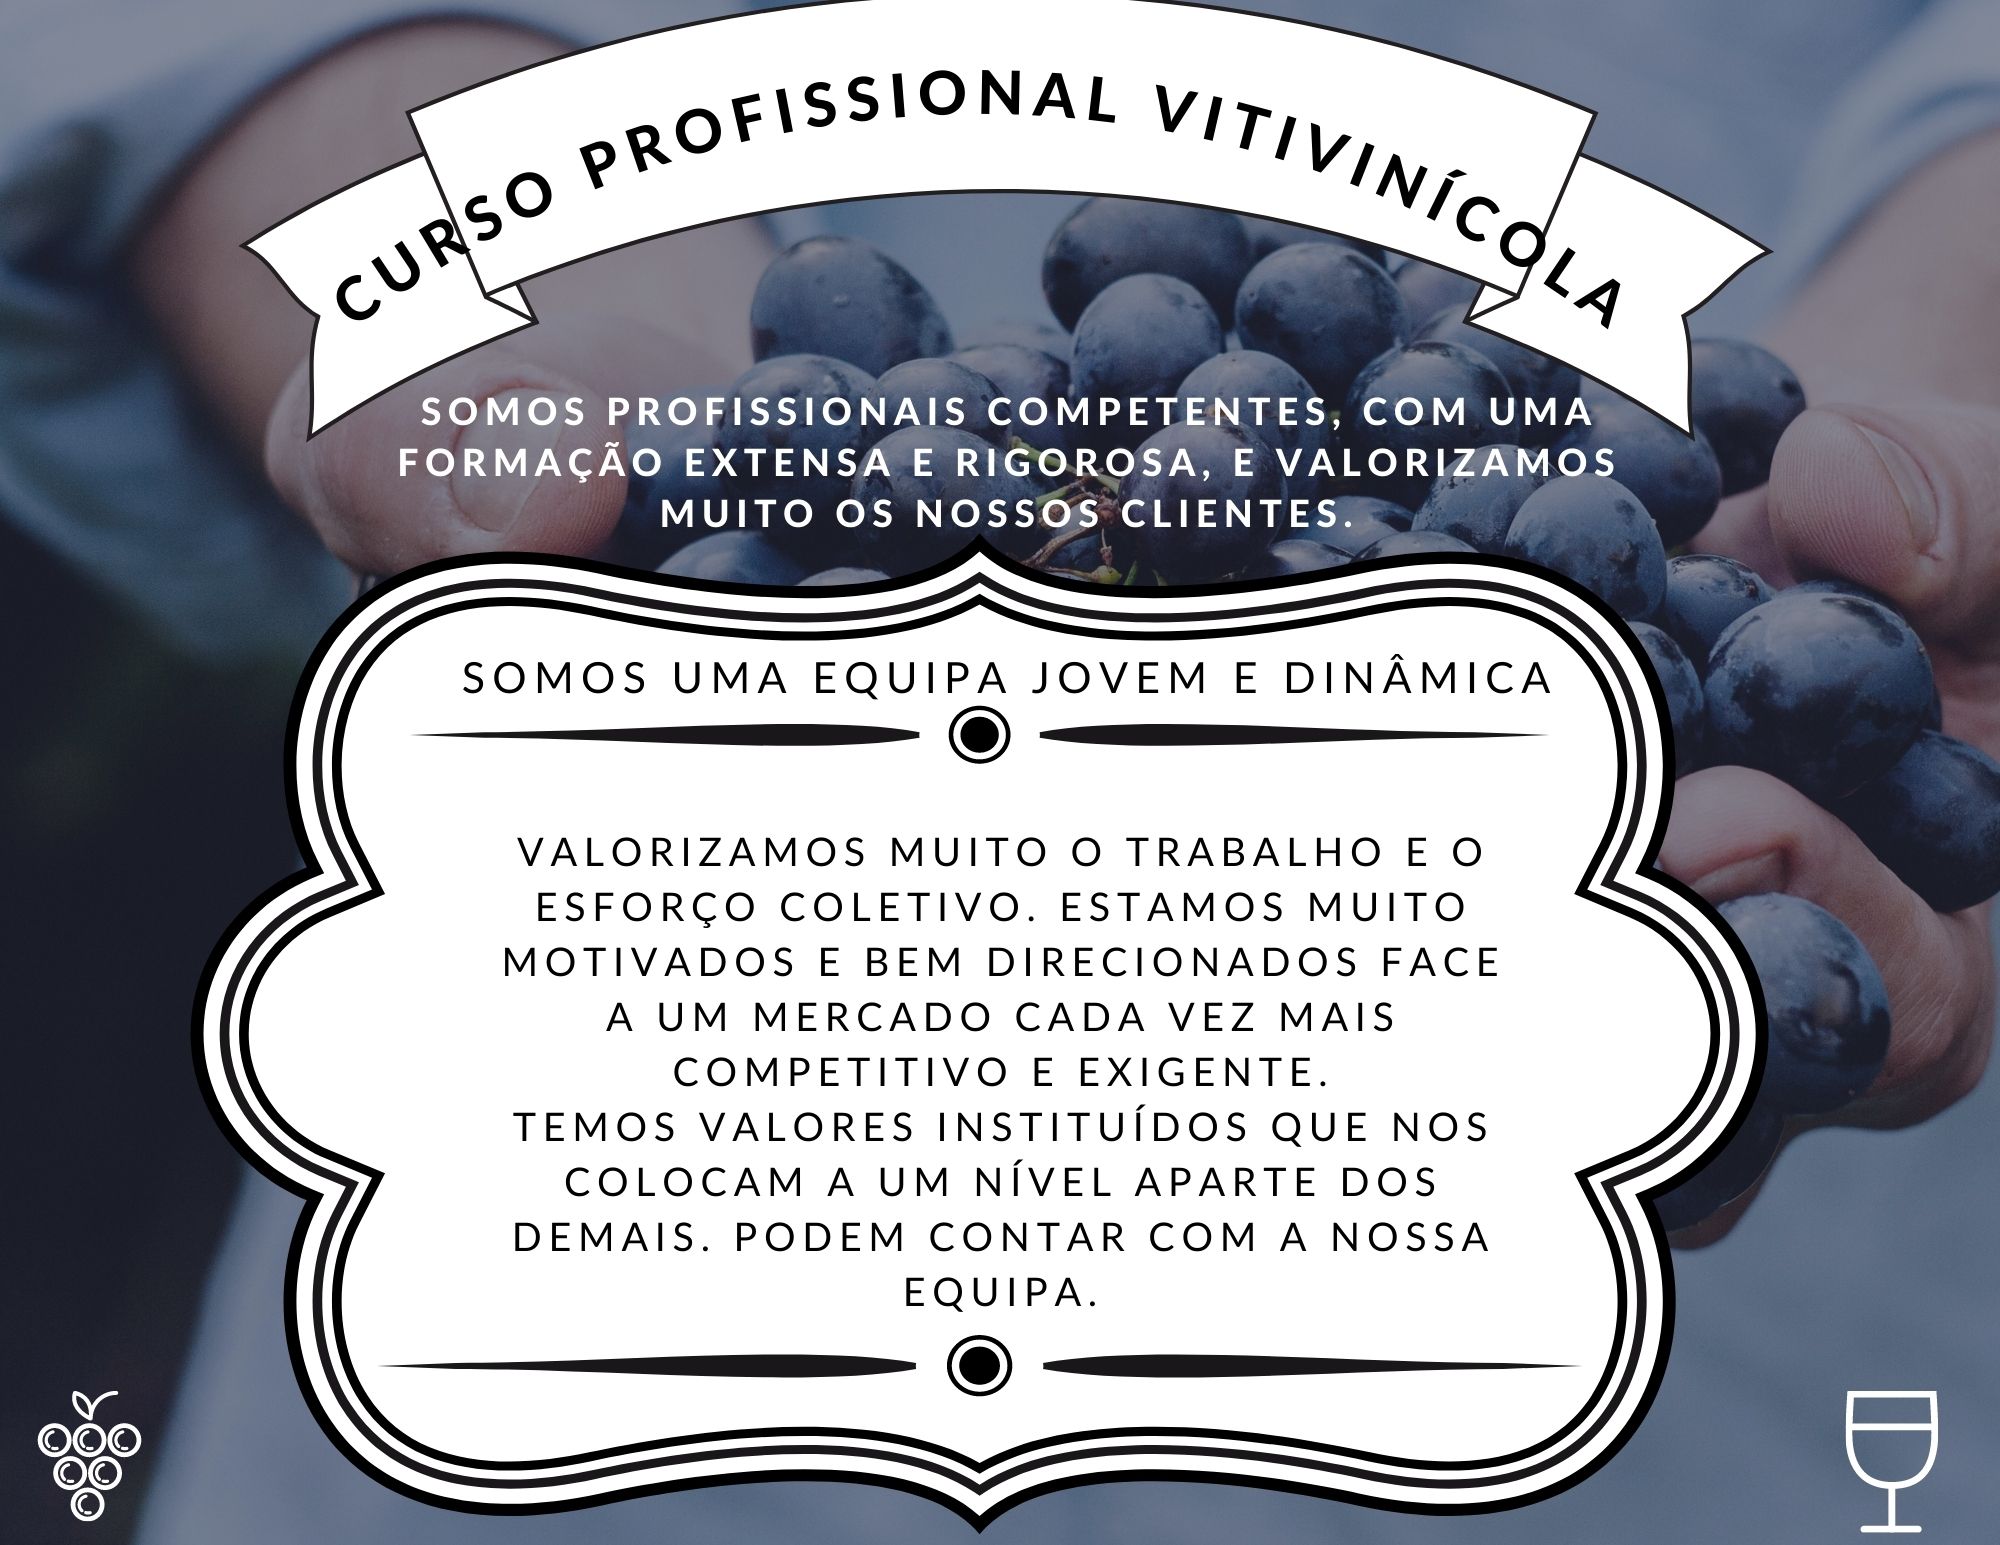 CURSO PROFISSIONAL VITIVINÍCOLA
SOMOS PROFISSIONAIS COMPETENTES, COM UMA
FORMAÇÃO EXTENSA E RIGOROSA, E VALORIZAMOS
MUITO OS NOSSOS CLIENTES.
SOMOS UMA EQUIPA JOVEM E DINÂMICA
VALORIZAMOS MUITO O TRABALHO E O
ESFORÇO COLETIVO. ESTAMOS MUITO
MOTIVADOS E BEM DIRECIONADOS FACE
A UM MERCADO CADA VEZ MAIS
COMPETITIVO E EXIGENTE.
TEMOS VALORES INSTITUÍDOS QUE NOS
COLOCAM A UM NÍVEL APARTE DOS
DEMAIS. PODEM CONTAR COM A NOSSA
EQUIPA.